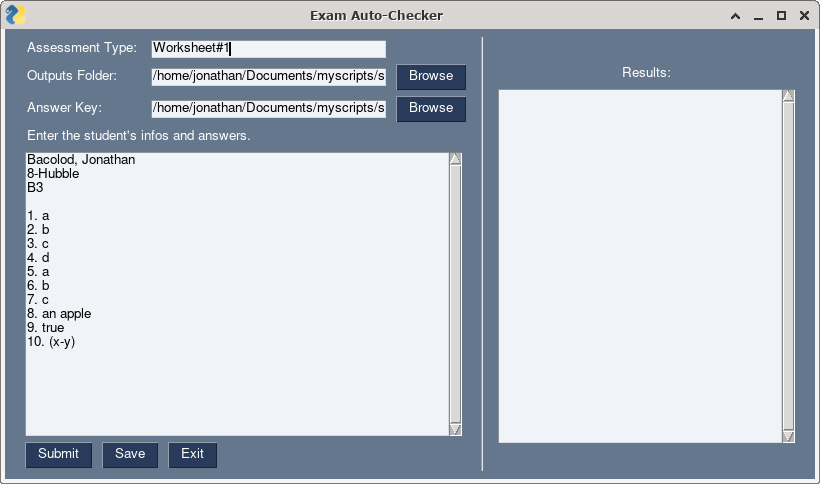 Exam Auto-Checker
Assessment Type: Worksheet#1
Outputs Folder: /home/jonathan/Documents/myscripts/s Browse
Answer Key: /home/jonathan/Documents/myscripts/s Browse
Enter the student's infos and answers.
Bacolod, Jonathan
8-Hubble
B3
1. a
2. b
3. c
4. d
5. a
6. b
7. c
8. an apple
9. true
10. (x-y)
Submit Save Exit
Results: